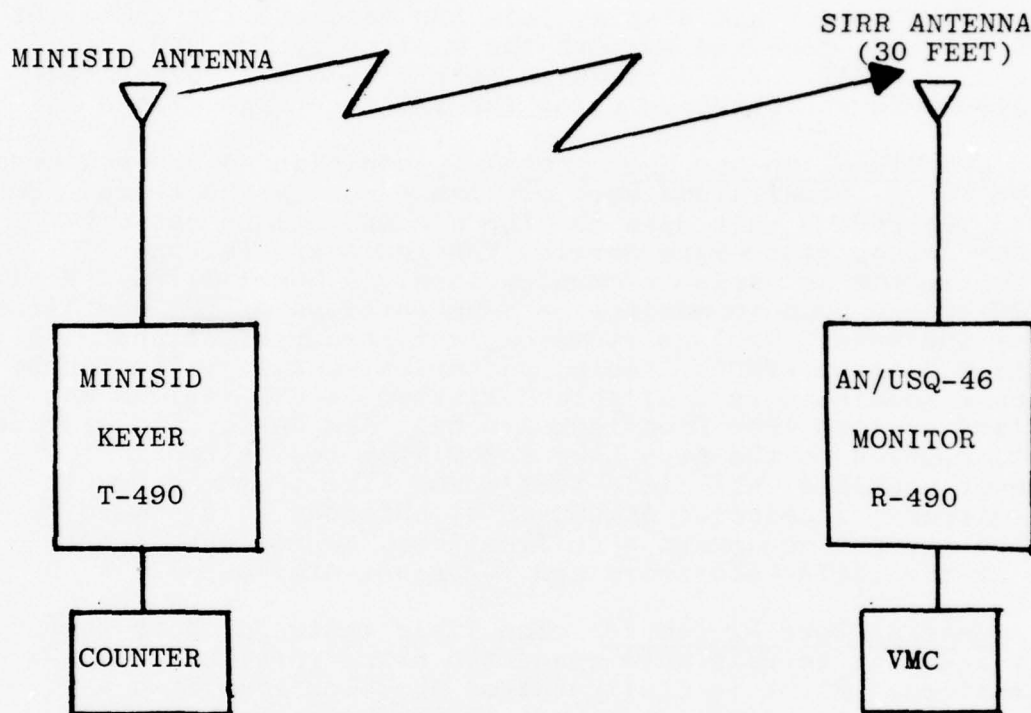 SIRR ANTENNA
(30 FEET)
MINISID ANTENNA
MINISID
KEYER
T-490
AN/USQ-46
MONITOR
R-490
COUNTER
VMC